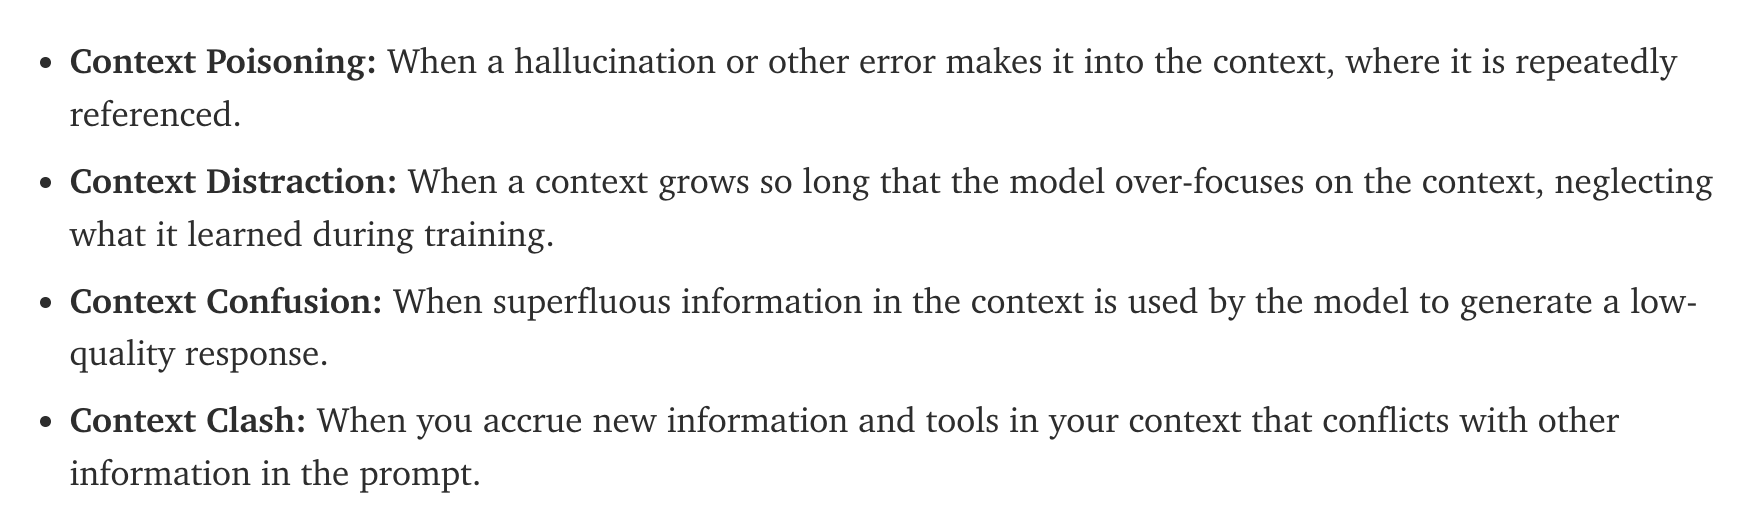 • Context Poisoning: When a hallucination or other error makes it into the context, where it is repeatedly
referenced.
• Context Distraction: When a context grows so long that the model over-focuses on the context, neglecting
what it learned during training.
• Context Confusion: When superfluous information in the context is used by the model to generate a low-
quality response.
• Context Clash: When you accrue new information and tools in your context that conflicts with other
information in the prompt.